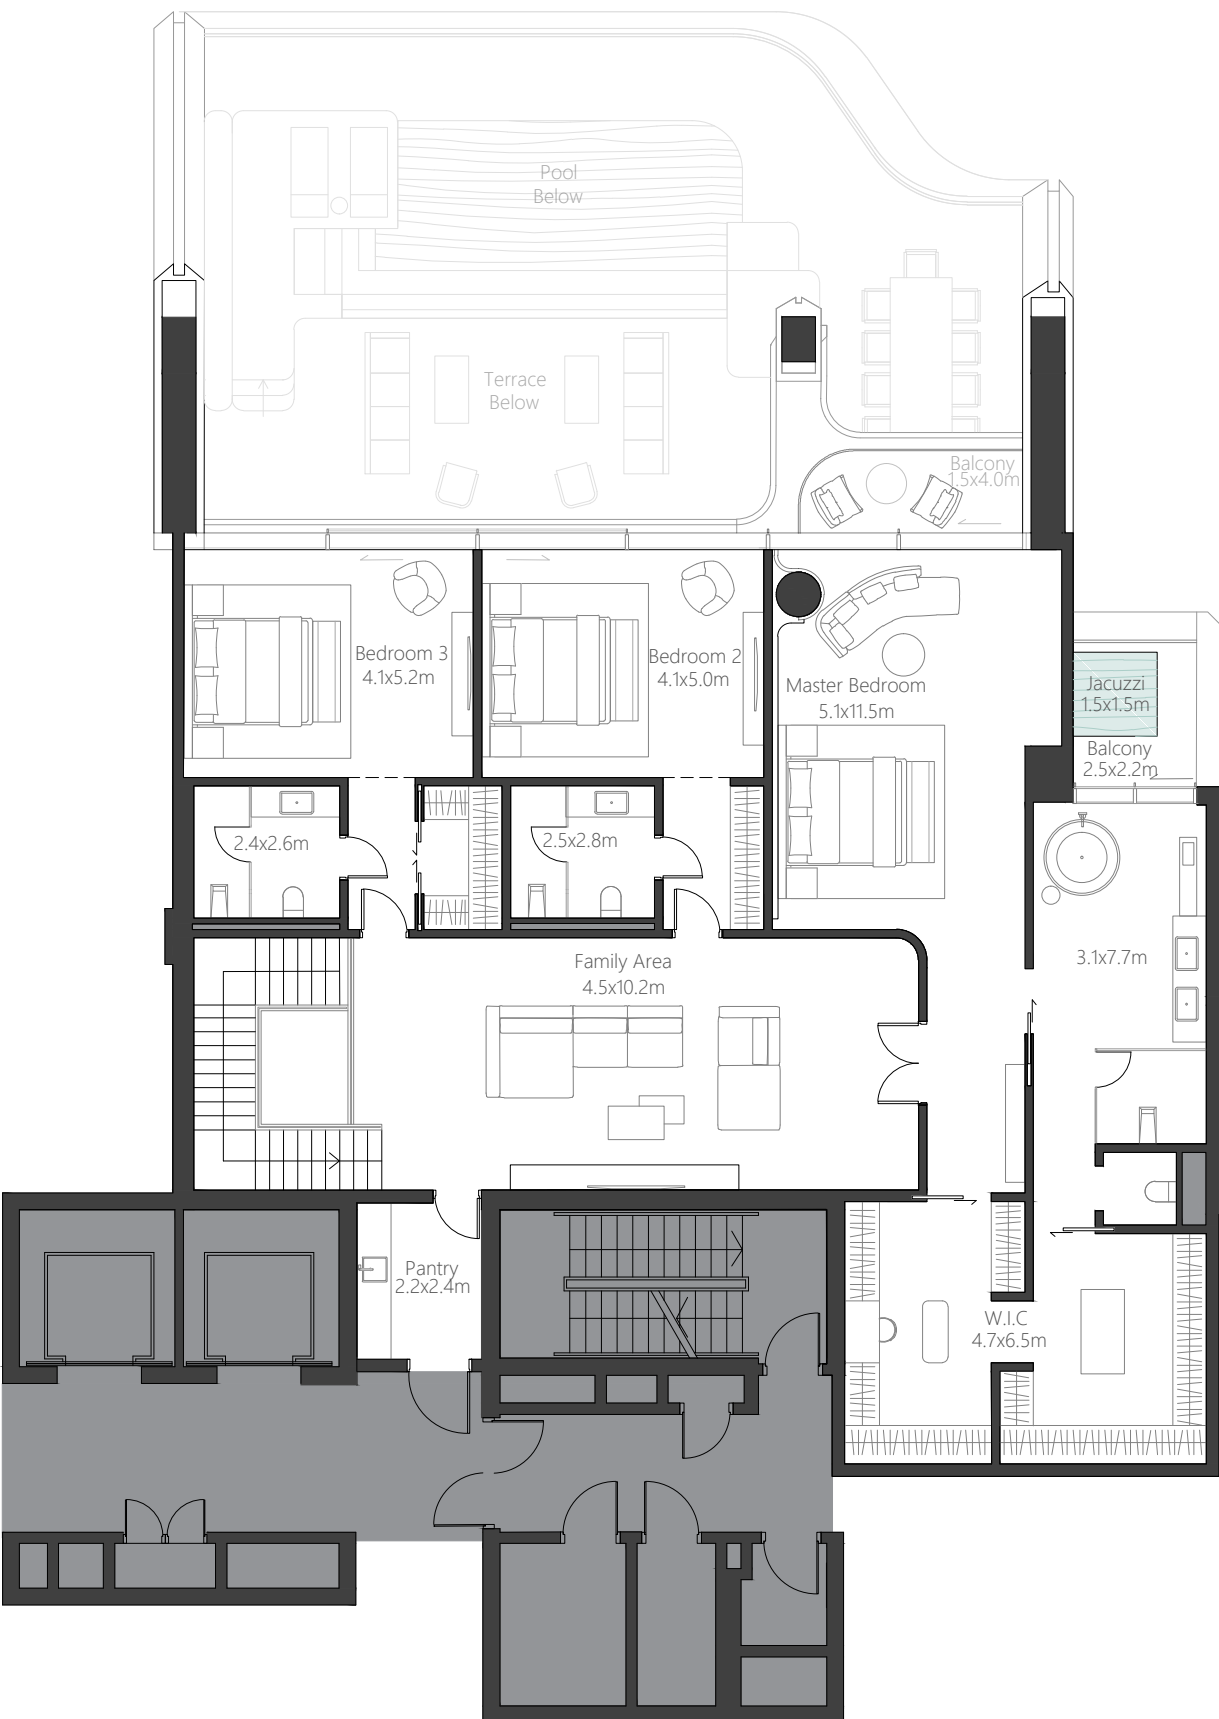 Pool
Below
Terrace
Below
Balcony
1.5x4.0m
Bedroom 3
4.1x5.2m
Bedroom 2
4.1x5.0m
Master Bedroom
5.1x11.5m
Jacuzzi
1.5x1.5m
Balcony
2.5x2.2m
2.4x2.6m
2.5x2.8m
3.1x7.7m
Family Area
4.5x10.2m
Pantry
2.2x2.4m
W.I.C
4.7x6.5m